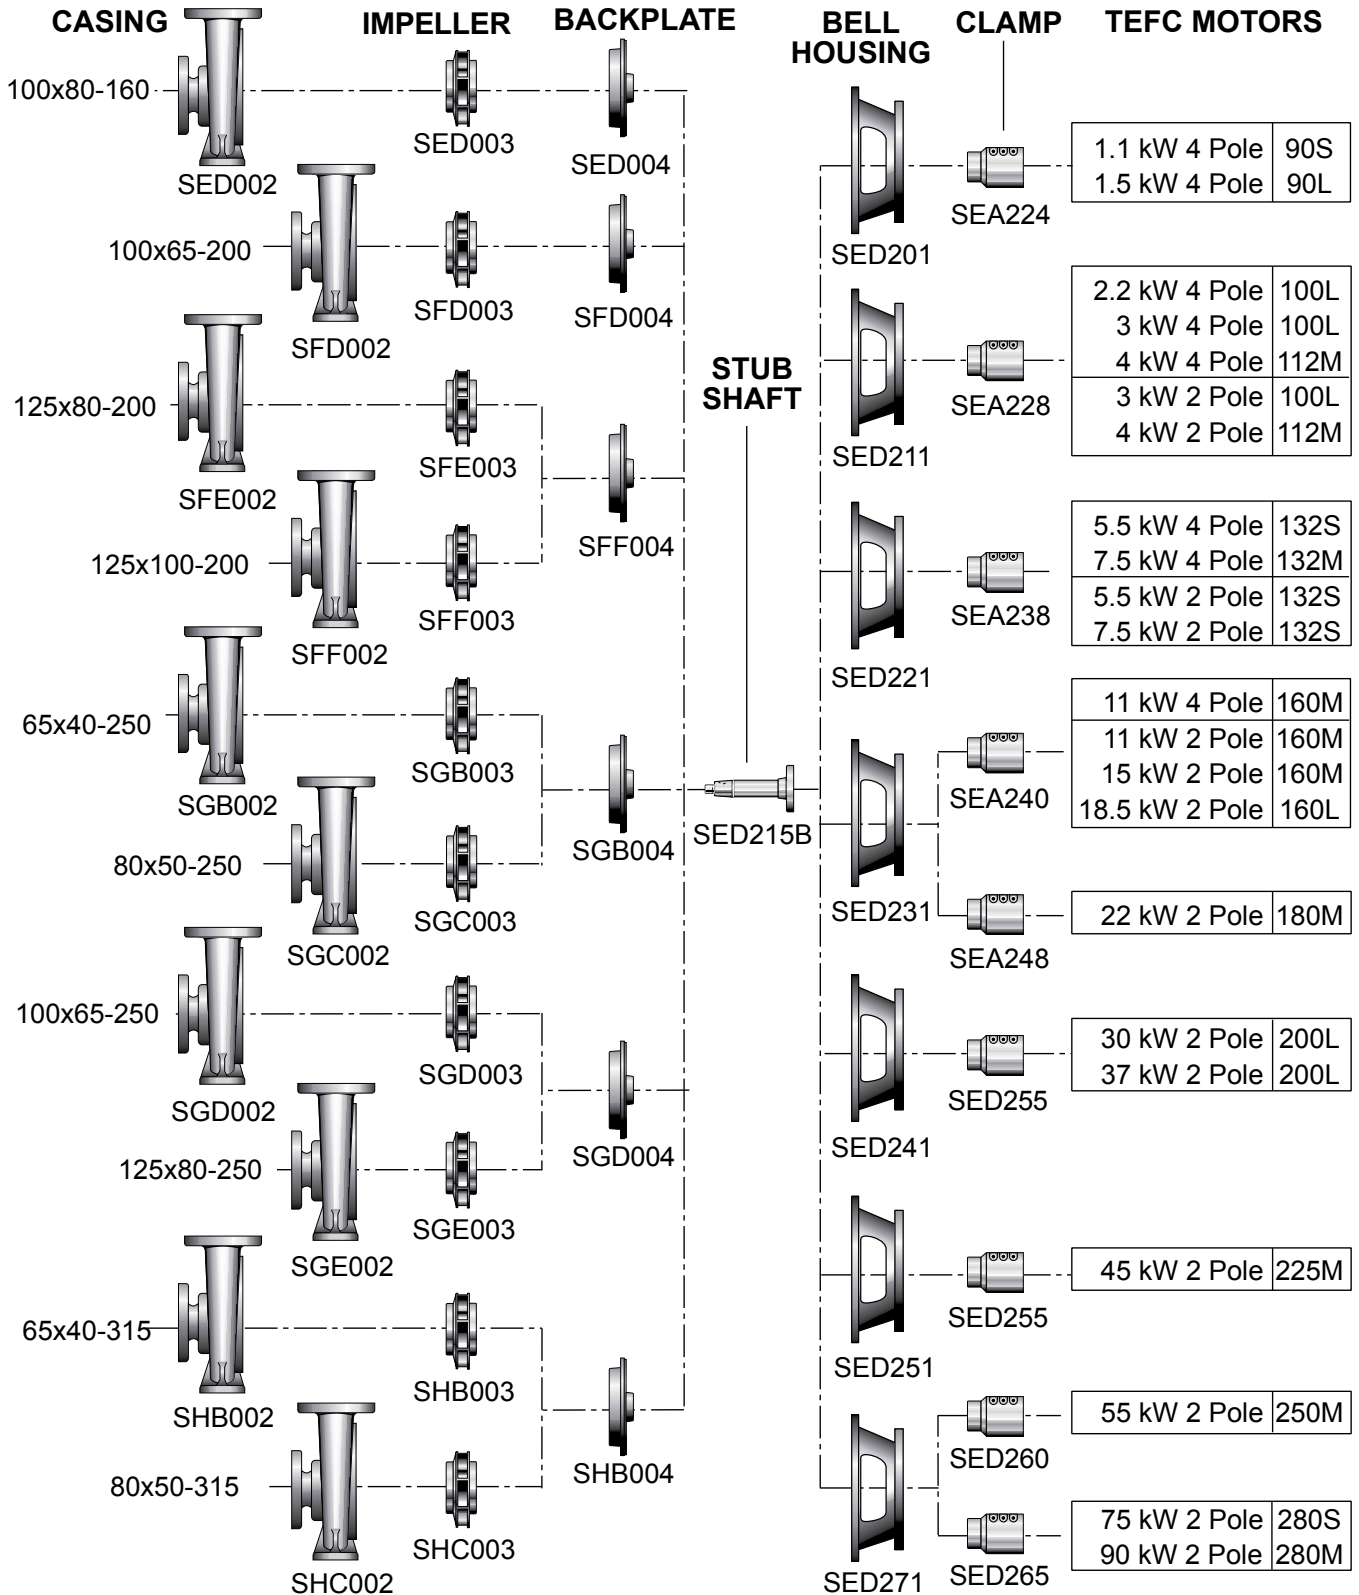 CASING
IMPELLER
BACKPLATE
BELL
HOUSING
CLAMP
TEFC MOTORS
100x80-160
SED002
SED003
SED004
100x65-200
SFD002
SFD003
SFD004
125x80-200
SFE002
SFE003
125x100-200
SFF002
SFF003
SFF004
65x40-250
SGB002
SGB003
80x50-250
SGC002
SGC003
SGB004
100x65-250
SGD002
SGD003
125x80-250
SGE002
SGE003
SGD004
65x40-315
SHB002
SHB003
80x50-315
SHC002
SHC003
SHB004
STUB
SHAFT
SED215B
SED201
SEA224
1.1 kW 4 Pole 90S
1.5 kW 4 Pole 90L
SED211
SEA228
2.2 kW 4 Pole 100L
3 kW 4 Pole 100L
4 kW 4 Pole 112M
3 kW 2 Pole 100L
4 kW 2 Pole 112M
SED221
SEA238
5.5 kW 4 Pole 132S
7.5 kW 4 Pole 132M
5.5 kW 2 Pole 132S
7.5 kW 2 Pole 132S
SED231
SEA240
11 kW 4 Pole 160M
11 kW 2 Pole 160M
15 kW 2 Pole 160M
18.5 kW 2 Pole 160L
SEA248
22 kW 2 Pole 180M
SED241
SED255
30 kW 2 Pole 200L
37 kW 2 Pole 200L
SED251
SED255
45 kW 2 Pole 225M
SED271
SED260
55 kW 2 Pole 250M
SED265
75 kW 2 Pole 280S
90 kW 2 Pole 280M